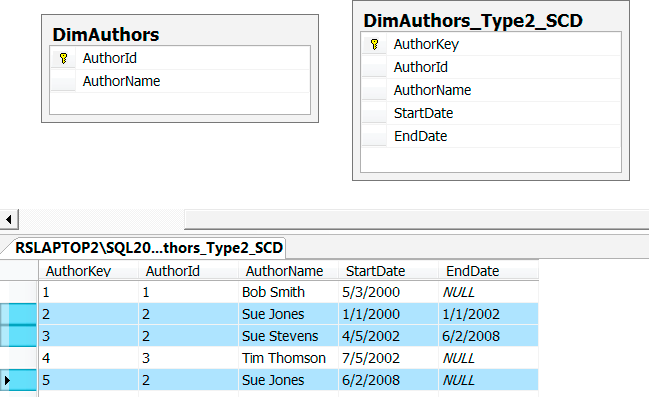 DimAuthors
AuthorId
AuthorName
DimAuthors_Type2_SCD
AuthorKey
AuthorId
AuthorName
StartDate
EndDate
RSLAPTOP2\SQL20...thors_Type2_SCD
AuthorKey AuthorId AuthorName StartDate EndDate
1 1 Bob Smith 5/3/2000 NULL
2 2 Sue Jones 1/1/2000 1/1/2002
3 2 Sue Stevens 4/5/2002 6/2/2008
4 3 Tim Thomson 7/5/2002 NULL
5 2 Sue Jones 6/2/2008 NULL